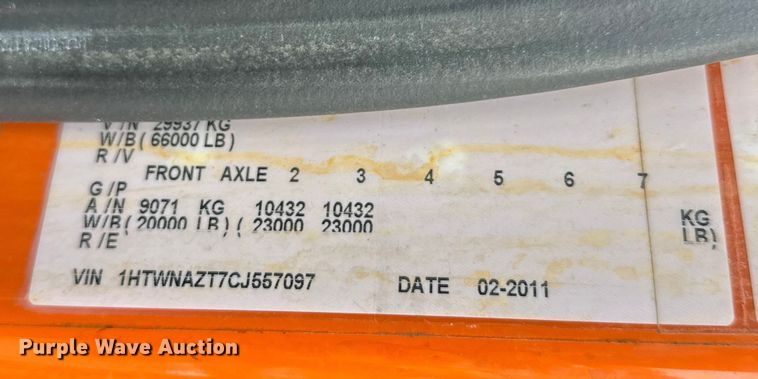 V /N 29937 KG
W/B ( 66000 LB )
R /V
FRONT AXLE 2 3 4 5 6 7
G /P
A /N 9071 KG 10432 10432 KG
W/B ( 20000 LB ) ( 23000 23000 LB)
R /E
VIN 1HTWNAZT7CJ557097 DATE 02-2011
Purple Wave Auction